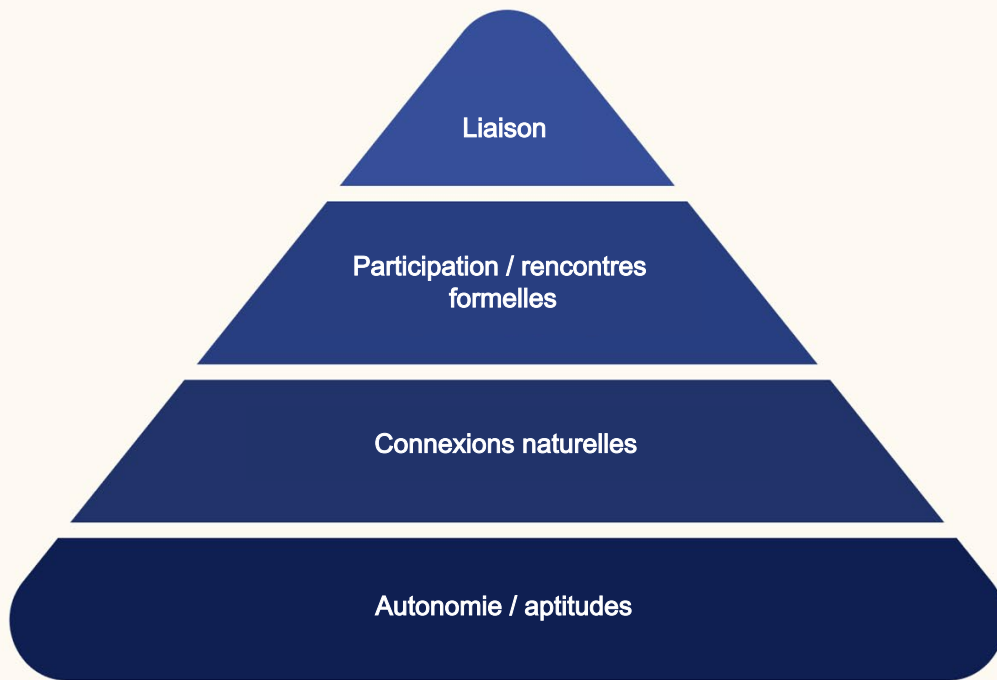 Liaison
Participation / rencontres
formelles
Connexions naturelles
Autonomie / aptitudes